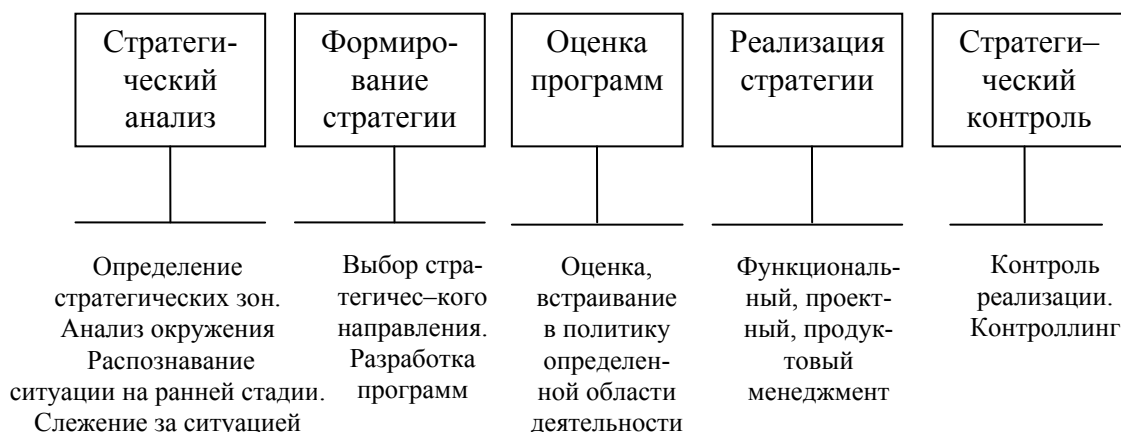 Стратеги-
ческий
анализ
Формиро-
вание
стратегии
Оценка
программ
Реализация
стратегии
Стратеги–
ческий
контроль
Определение
стратегических зон.
Анализ окружения
Распознавание
ситуации на ранней стадии.
Слежение за ситуацией
Выбор стра-
тегичес–кого
направления.
Разработка
программ
Оценка,
встраивание
в политику
определен-
ной области
деятельности
Функциональ-
ный, проект-
ный, продук-
товый
менеджмент
Контроль
реализации.
Контроллинг